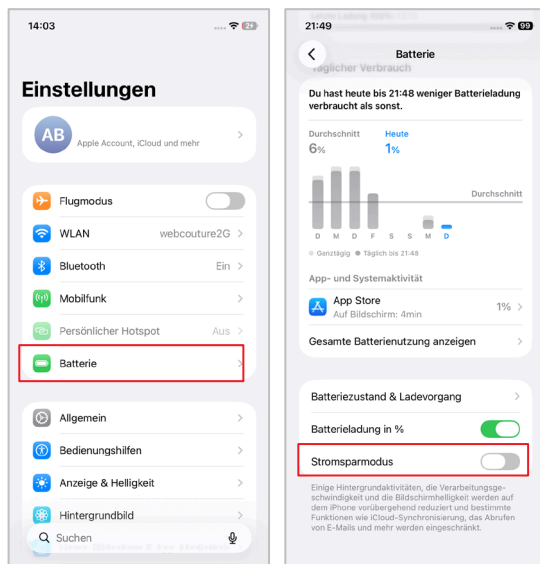 14:03
24
Einstellungen
AB
Apple Account, iCloud und mehr
Flugmodus
WLAN webcouture2G
Bluetooth Ein
Mobilfunk
Persönlicher Hotspot Aus
Batterie
Allgemein
Bedienungshilfen
Anzeige & Helligkeit
Hintergrundbild
Suchen
21:49
99
Batterie
Täglicher Verbrauch
Du hast heute bis 21:48 weniger Batterieladung
verbraucht als sonst.
Durchschnitt Heute
6% 1%
Durchschnitt
D M D F S S M D
Ganztägig Täglich bis 21:48
App- und Systemaktivität
App Store
Auf Bildschirm: 4min
1%
Gesamte Batterienutzung anzeigen
Batteriezustand & Ladevorgang
Batterieladung in %
Stromsparmodus
Einige Hintergrundaktivitäten, die Verarbeitungsge-
schwindigkeit und die Bildschirmhelligkeit werden auf
dem iPhone vorübergehend reduziert und bestimmte
Funktionen wie iCloud-Synchronisierung, das Abrufen
von E-Mails und mehr werden eingeschränkt.